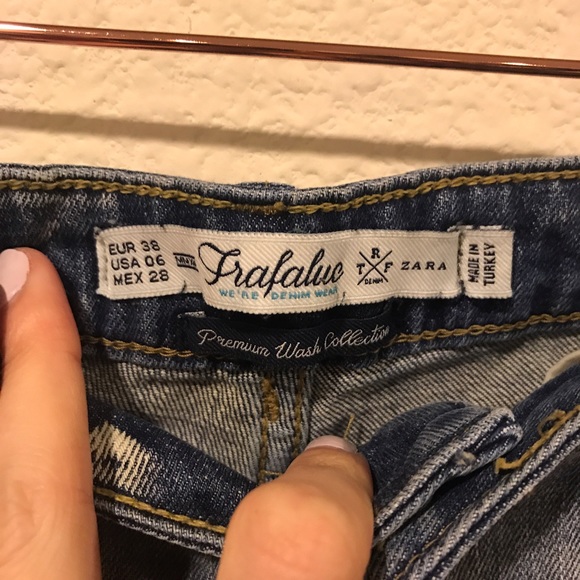 EUR 38
USA 06
MEX 28
Trafaluc
WE'RE DENIM WEAR
T R F
DENIM
ZARA
MADE IN
TURKEY
Premium Wash Collection